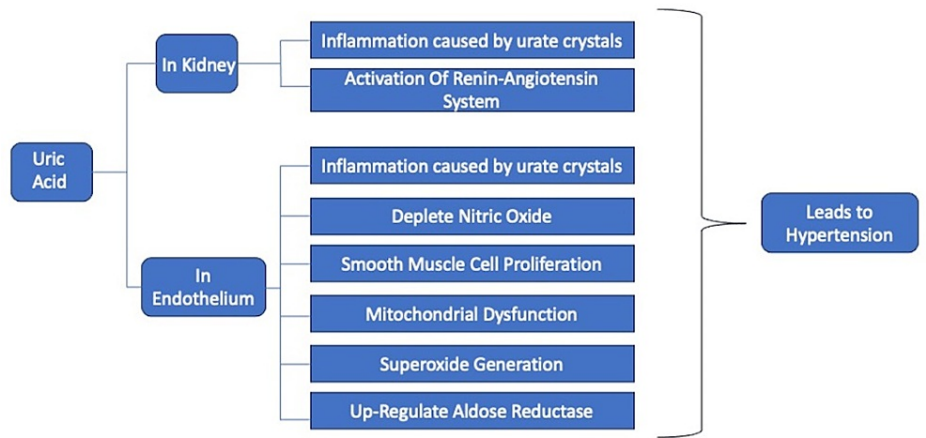 Uric
Acid
In Kidney
Inflammation caused by urate crystals
Activation Of Renin-Angiotensin
System
In
Endothelium
Inflammation caused by urate crystals
Deplete Nitric Oxide
Smooth Muscle Cell Proliferation
Mitochondrial Dysfunction
Superoxide Generation
Up-Regulate Aldose Reductase
Leads to
Hypertension